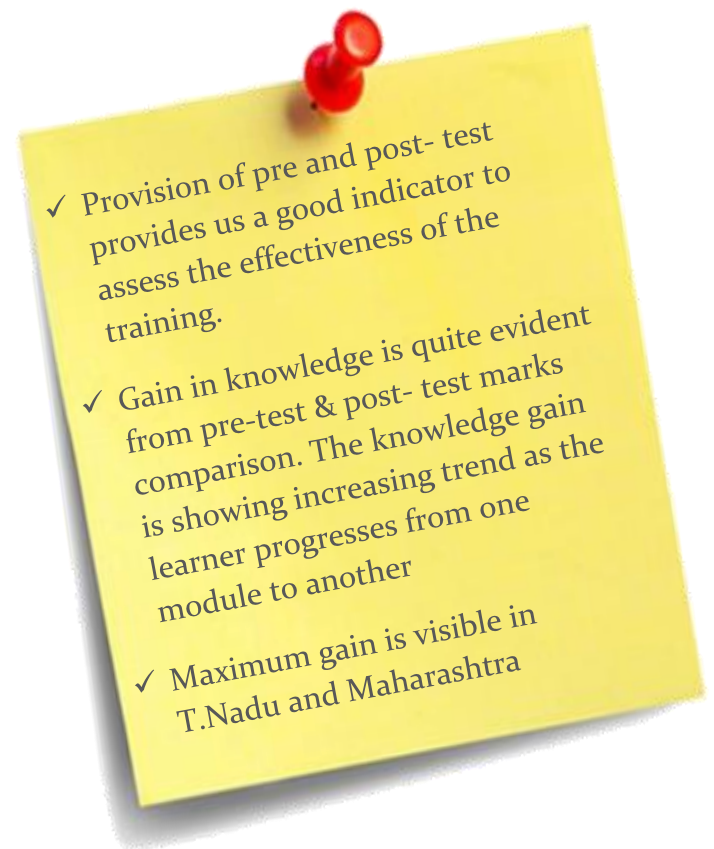 ✓ Provision of pre and post- test
provides us a good indicator to
assess the effectiveness of the
training.
✓ Gain in knowledge is quite evident
from pre-test & post- test marks
comparison. The knowledge gain
is showing increasing trend as the
learner progresses from one
module to another
✓ Maximum gain is visible in
T.Nadu and Maharashtra